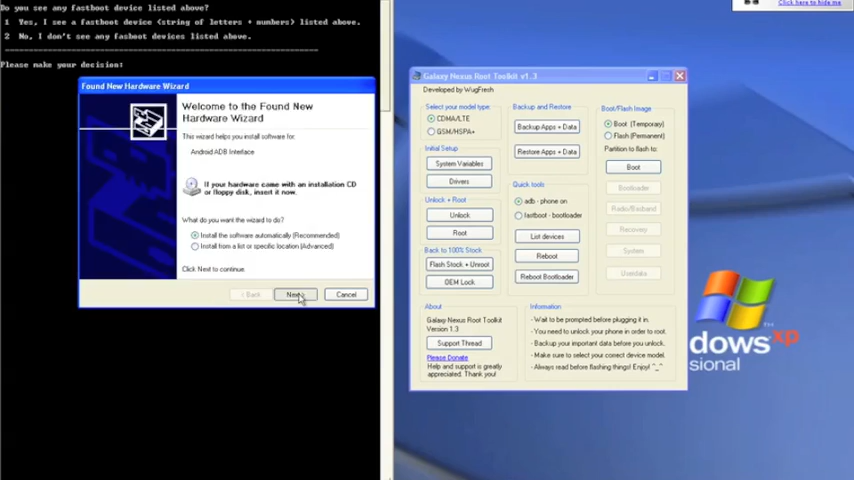 Do you see any fastboot device listed above?
1 Yes, I see a fastboot device <string of letters + numbers> listed above.
2 No, I don't see any fasboot devices listed above.
Please make your decision:
Found New Hardware Wizard
Welcome to the Found New
Hardware Wizard
This wizard helps you install software for:
Android ADB Interface
If your hardware came with an installation CD
or floppy disk, insert it now.
What do you want the wizard to do?
Install the software automatically (Recommended)
Install from a list or specific location (Advanced)
Click Next to continue.
< Back
Next >
Cancel
Click here to hide me
Galaxy Nexus Root Toolkit v1.3
Developed by WugFresh
Select your model type:
CDMA/LTE
GSM/HSPA+
Initial Setup
System Variables
Drivers
Unlock + Root
Unlock
Root
Back to 100% Stock
Flash Stock + Unroot
OEM Lock
About
Galaxy Nexus Root Toolkit
Version 1.3
Support Thread
Please Donate
Help and support is greatly
appreciated. Thank you!
Backup and Restore
Backup Apps + Data
Restore Apps + Data
Quick tools
adb - phone on
fastboot - bootloader
List devices
Reboot
Reboot Bootloader
Boot/Flash Image
Boot (Temporary)
Flash (Permanent)
Partition to flash to:
Boot
Bootloader
Radio/Baseband
Recovery
System
Userdata
Information
- Wait to be prompted before plugging it in.
- You need to unlock your phone in order to root.
- Backup your important data before you unlock.
- Make sure to select your correct device model.
- Always read before flashing things! Enjoy! ^_^
dows xp
sional